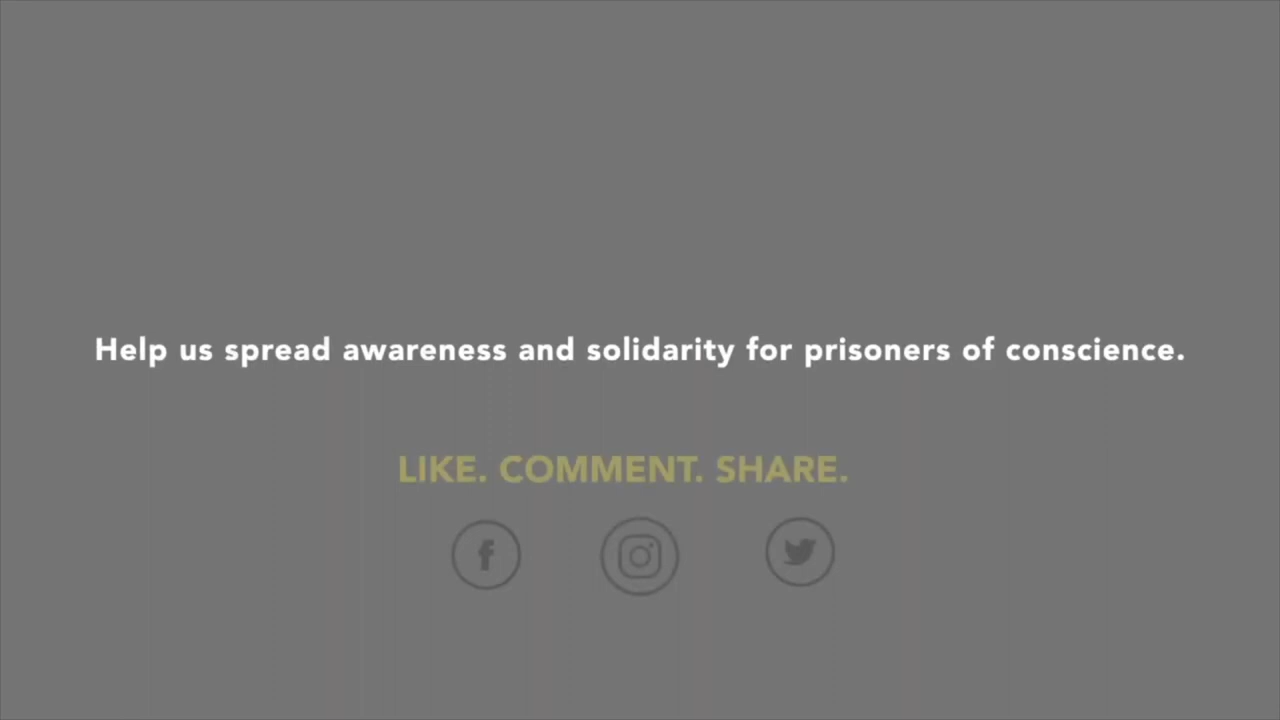 Help us spread awareness and solidarity for prisoners of conscience.
LIKE. COMMENT. SHARE.